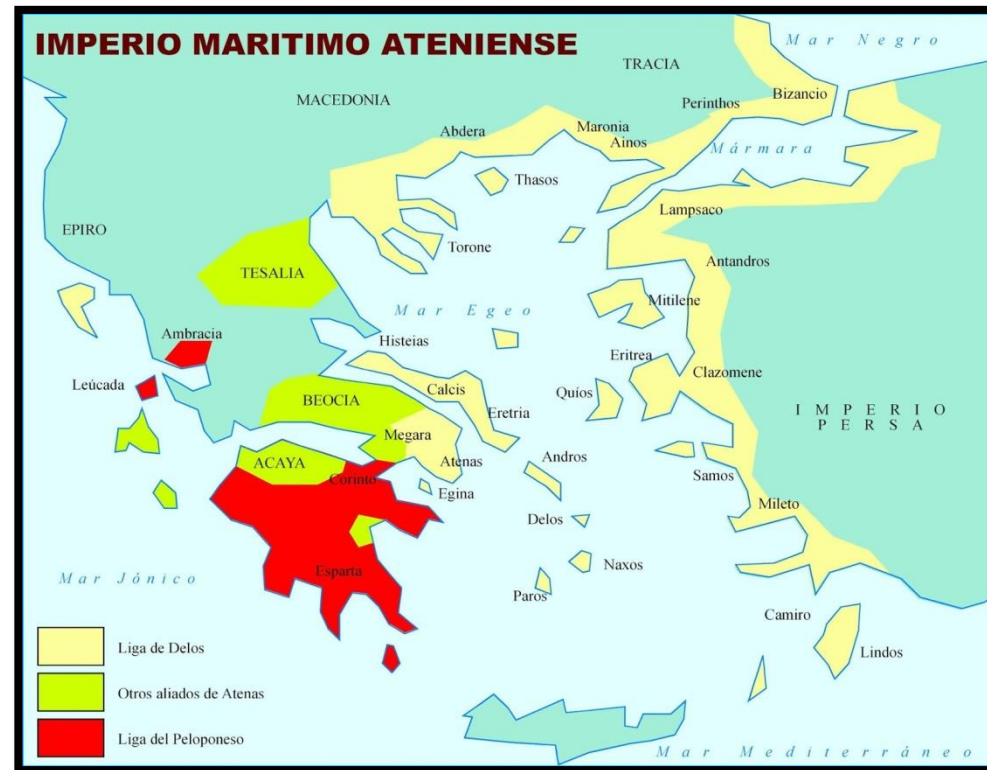 IMPERIO MARITIMO ATENIENSE
Mar Negro
TRACIA
MACEDONIA
Bizancio
Perinthos
Abdera
Maronia
Ainos
Mármara
Thasos
Lampsaco
EPIRO
Torone
TESALIA
Antandros
Mitilene
Mar Egeo
Ambracia
Histeias
Eritrea
Clazomene
Leúcada
Calcis
Quíos
BEOCIA
Eretria
IMPERIO
PERSA
Megara
ACAYA
Atenas
Andros
Corinto
Samos
Egina
Delos
Mileto
Esparta
Naxos
Mar Jónico
Paros
Camiro
Lindos
Liga de Delos
Otros aliados de Atenas
Liga del Peloponeso
Mar Mediterráneo